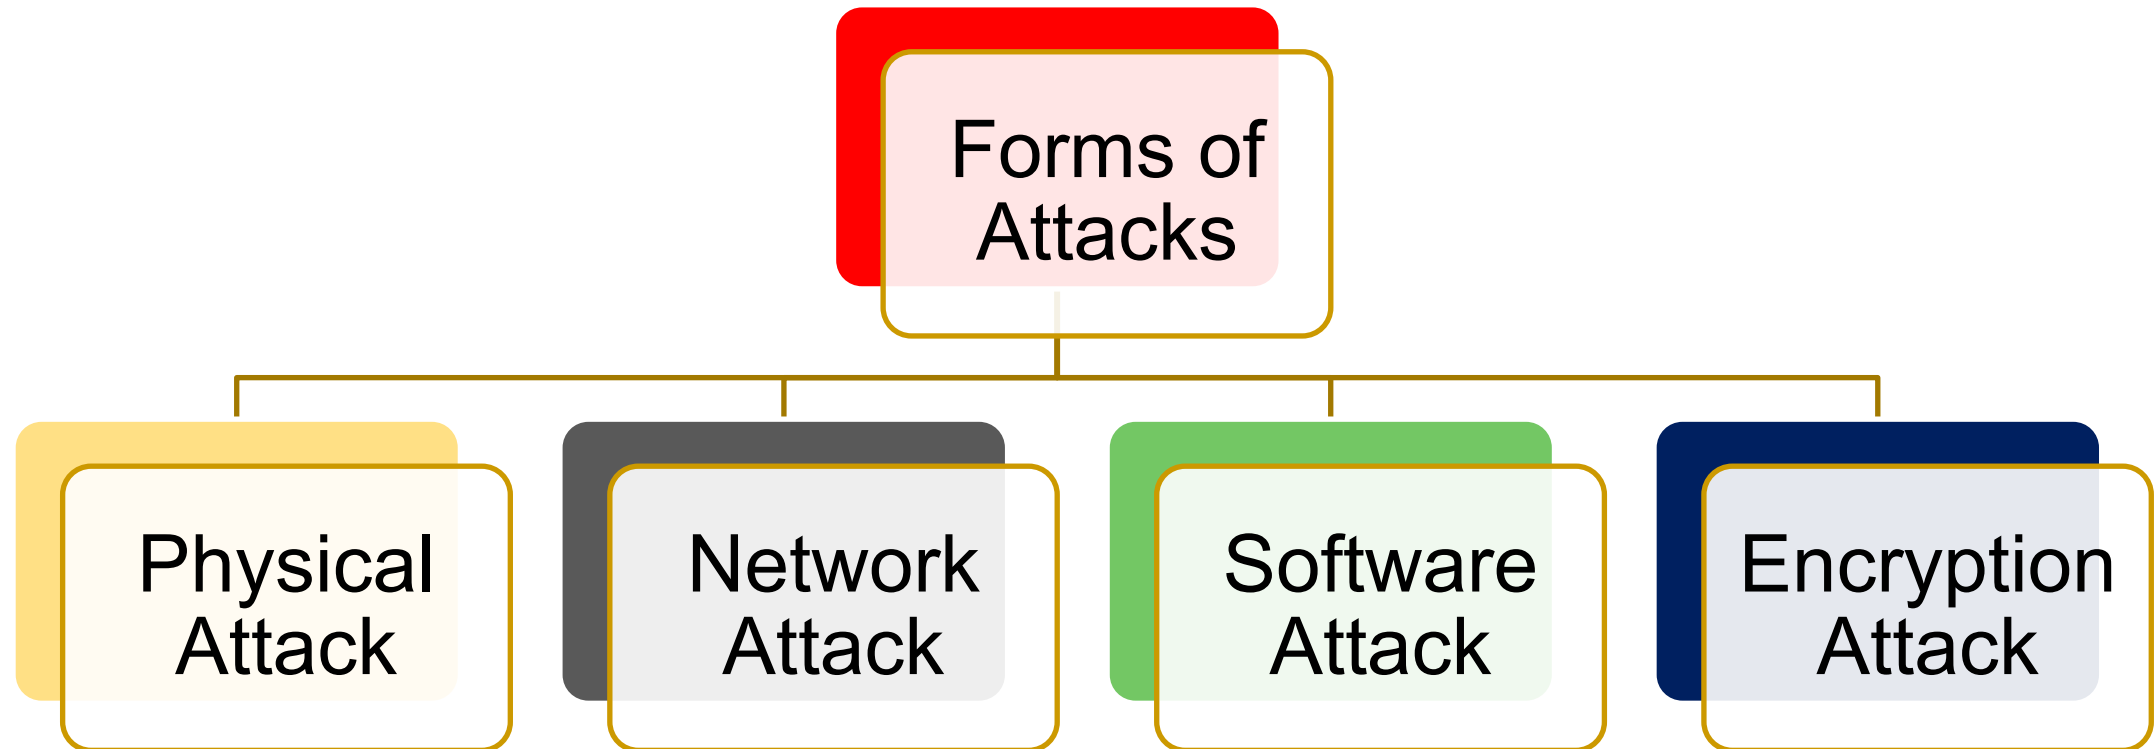 Forms of
Attacks
Physical
Attack
Network
Attack
Software
Attack
Encryption
Attack